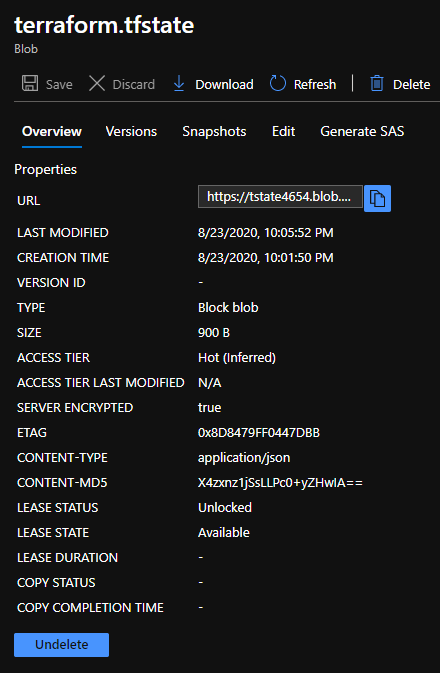 terraform.tfstate
Blob
Save Discard Download Refresh Delete
Overview Versions Snapshots Edit Generate SAS
Properties
URL https://tstate4654.blob....
LAST MODIFIED 8/23/2020, 10:05:52 PM
CREATION TIME 8/23/2020, 10:01:50 PM
VERSION ID -
TYPE Block blob
SIZE 900 B
ACCESS TIER Hot (Inferred)
ACCESS TIER LAST MODIFIED N/A
SERVER ENCRYPTED true
ETAG 0x8D8479FF0447DBB
CONTENT-TYPE application/json
CONTENT-MD5 X4zxnz1jSsLLPc0+yZHwIA==
LEASE STATUS Unlocked
LEASE STATE Available
LEASE DURATION -
COPY STATUS -
COPY COMPLETION TIME -
Undelete